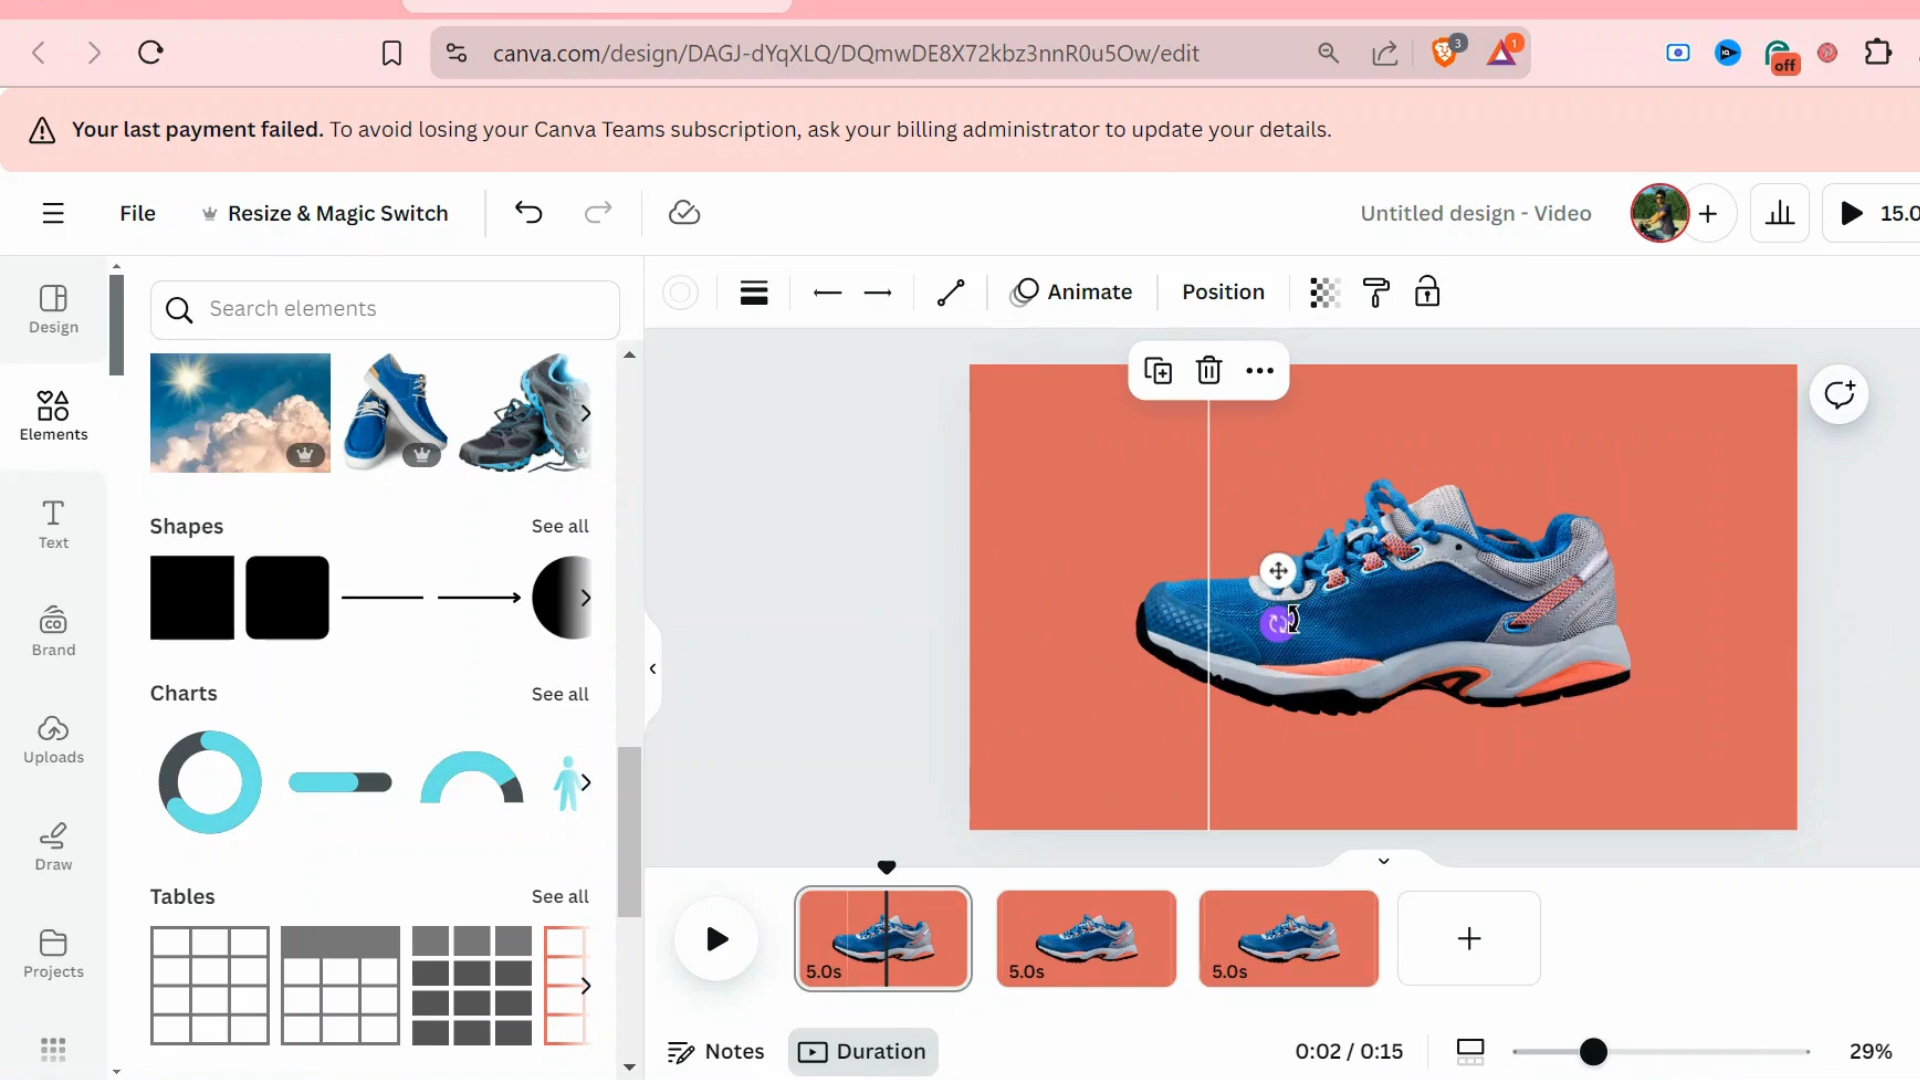 canva.com/design/DAGJ-dYqXLQ/DQmwDE8X72kbz3nnR0u5Ow/edit
3
1
off
Your last payment failed. To avoid losing your Canva Teams subscription, ask your billing administrator to update your details.
File
Resize & Magic Switch
Untitled design - Video
15.0
Design
Elements
Text
Brand
Uploads
Draw
Projects
Search elements
Shapes
See all
Charts
See all
Tables
See all
Animate
Position
5.0s
5.0s
5.0s
Notes
Duration
0:02 / 0:15
29%